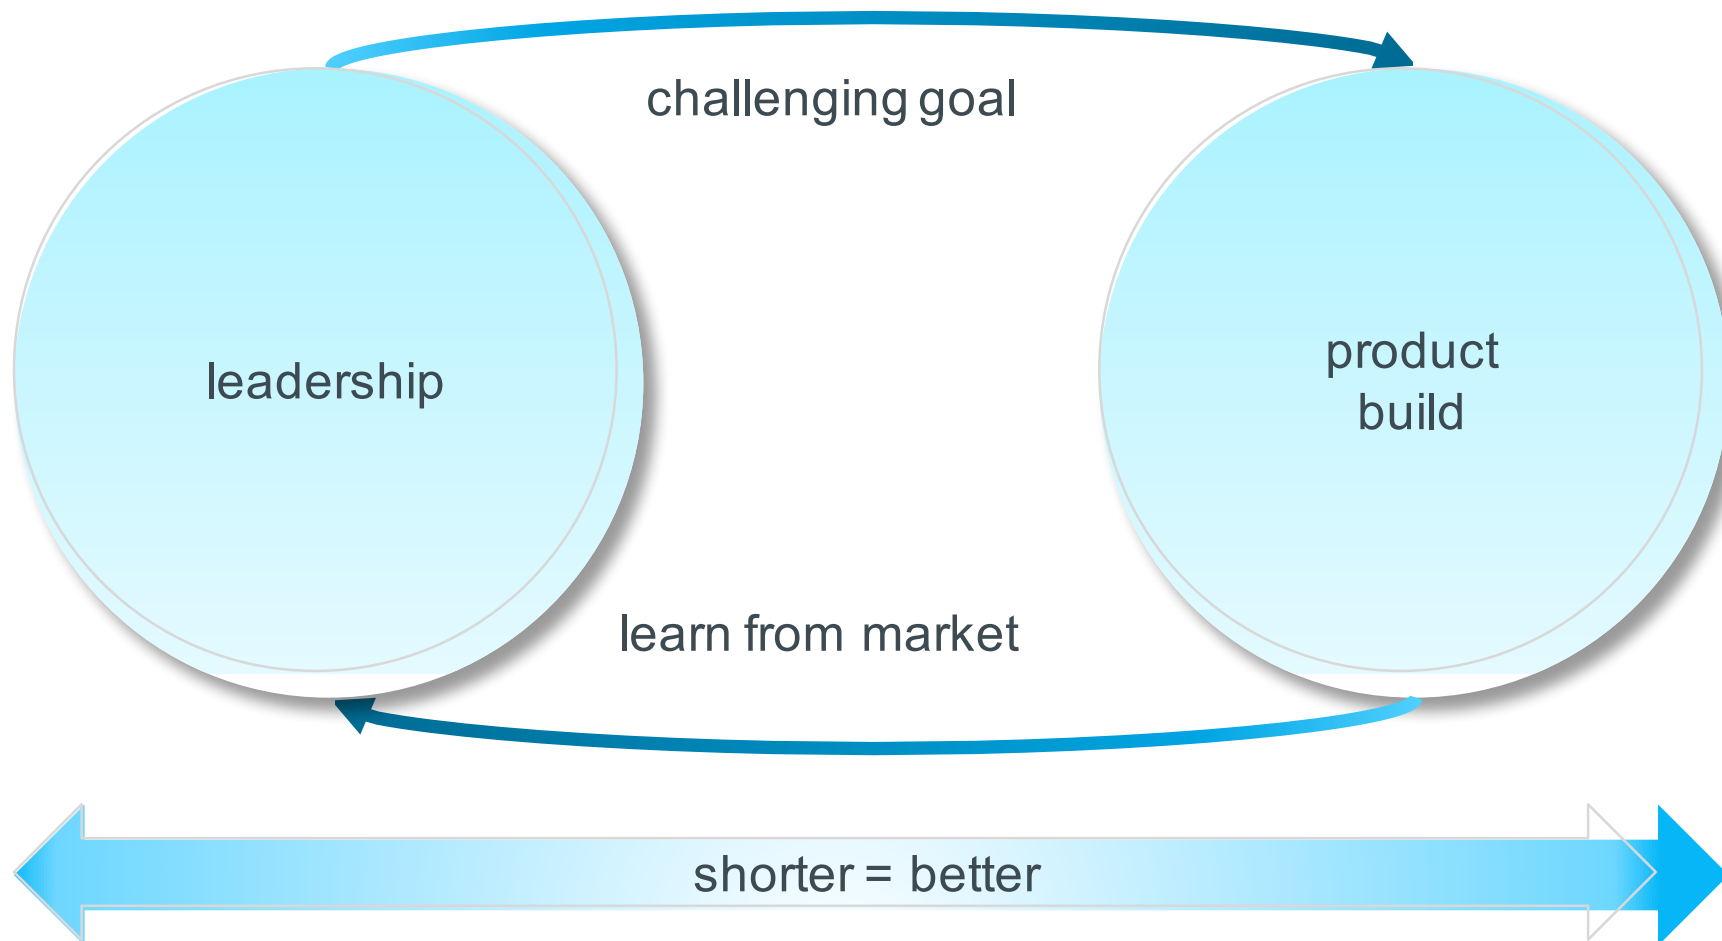 challenging goal
leadership
product
build
learn from market
shorter = better